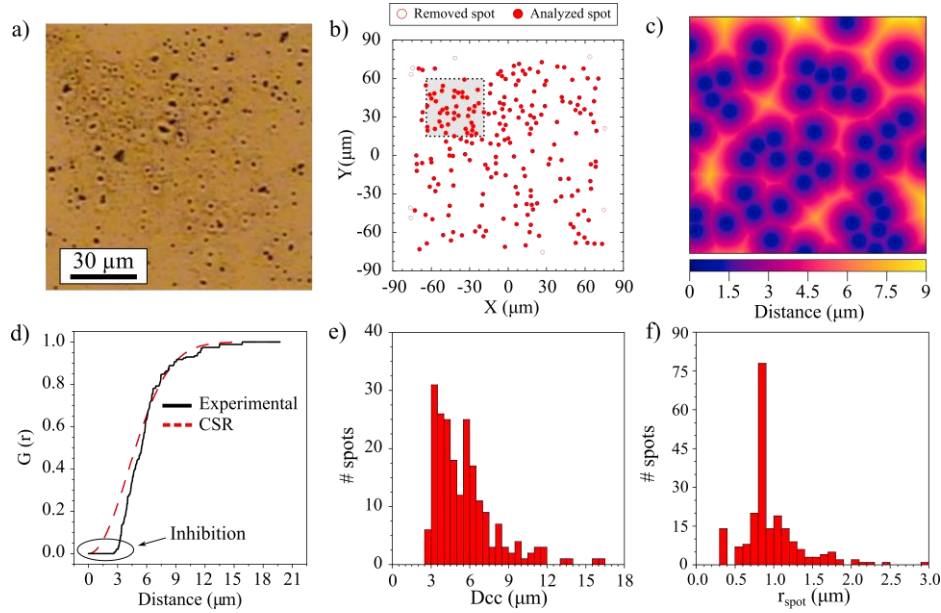 a)
30 µm
b)
Removed spot
Analyzed spot
90
60
30
0
-30
-60
-90
Y(µm)
-90 -60 -30 0 30 60 90
X (µm)
c)
0 1.5 3 4.5 6 7.5 9
Distance (µm)
d)
1.0
0.8
0.6
0.4
0.2
0.0
G (r)
Experimental
CSR
Inhibition
0 3 6 9 12 15 18 21
Distance (µm)
e)
40
30
20
10
0
# spots
3 6 9 12 15 18
Dcc (µm)
f)
90
75
60
45
30
15
0
# spots
0.0 0.5 1.0 1.5 2.0 2.5 3.0
r_spot (µm)